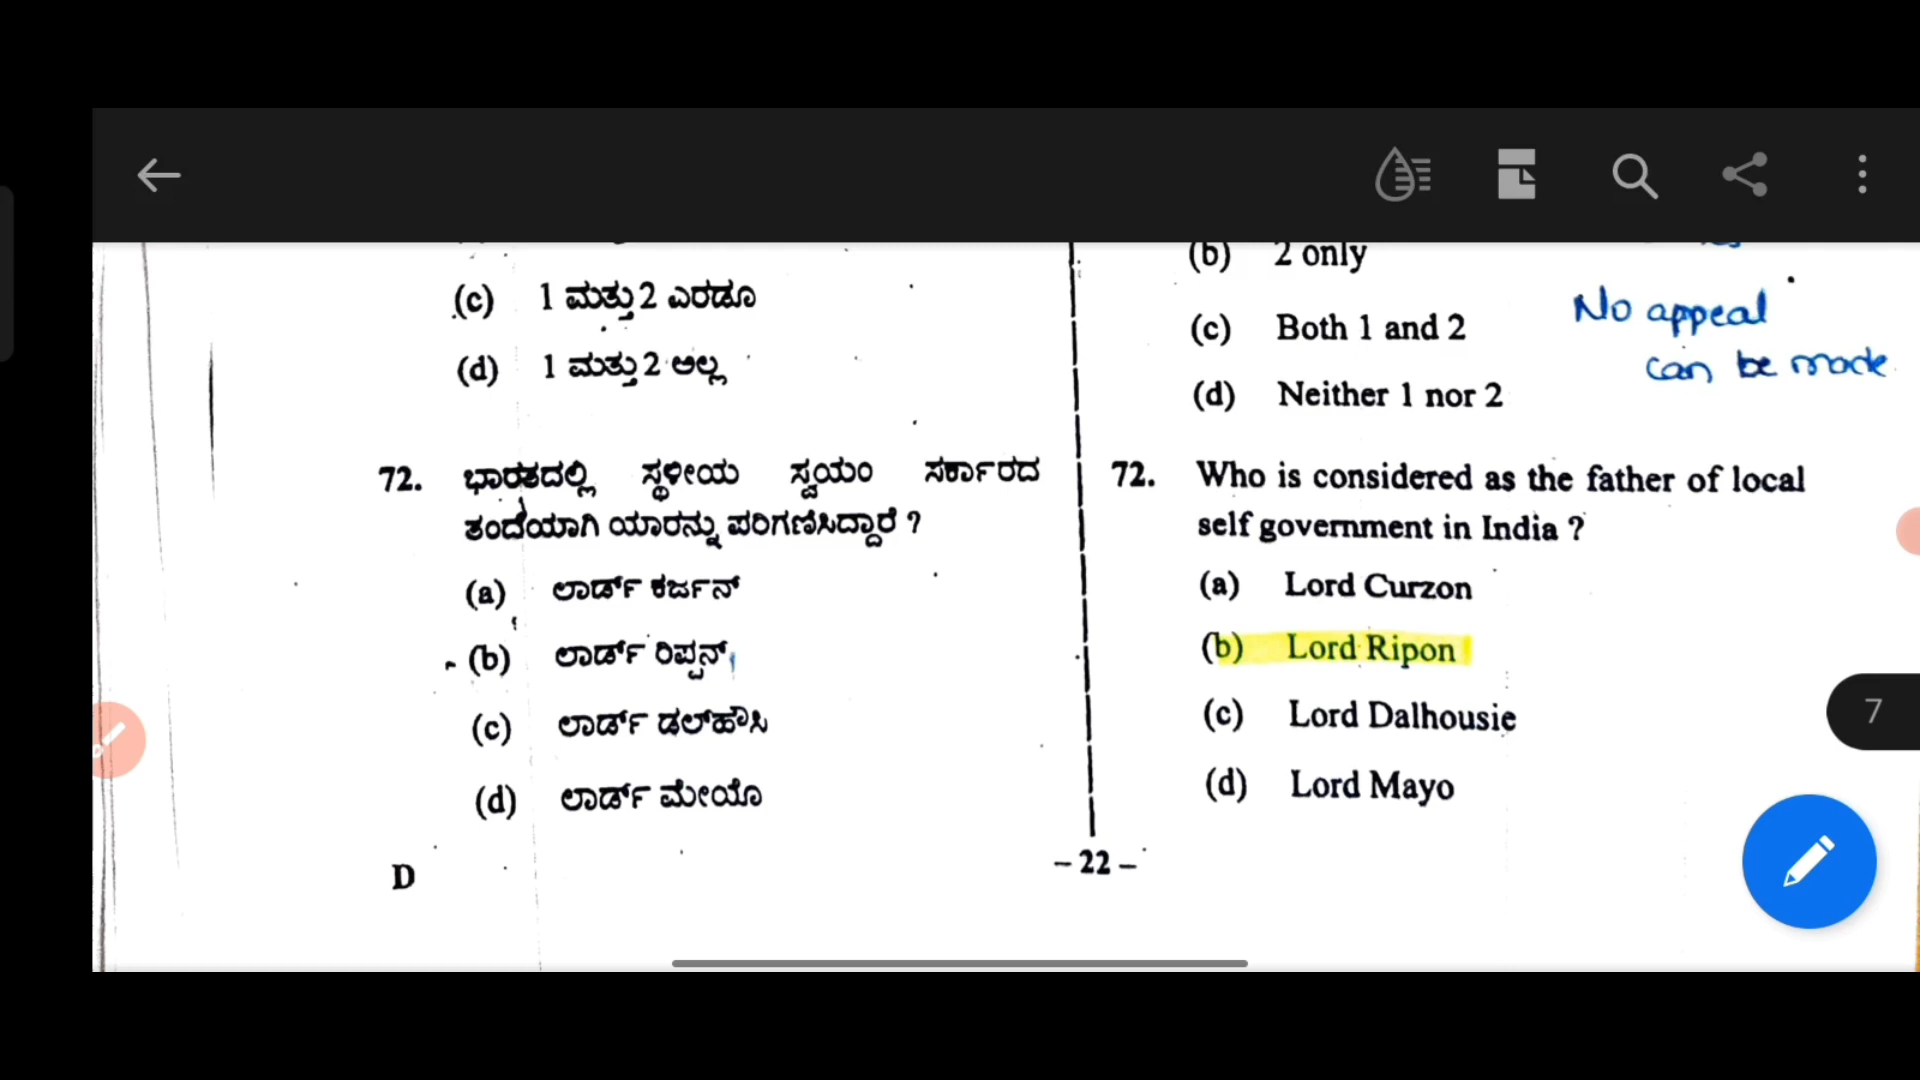 (c) 1 ಮತ್ತು 2 ಎರಡೂ
(d) 1 ಮತ್ತು 2 ಅಲ್ಲ
72. ಭಾರತದಲ್ಲಿ ಸ್ಥಳೀಯ ಸ್ವಯಂ ಸರ್ಕಾರದ
ತಂದೆಯಾಗಿ ಯಾರನ್ನು ಪರಿಗಣಿಸಿದ್ದಾರೆ ?
(a) ಲಾರ್ಡ್ ಕರ್ಜನ್
(b) ಲಾರ್ಡ್ ರಿಪ್ಪನ್
(c) ಲಾರ್ಡ್ ಡಲ್‌ಹೌಸಿ
(d) ಲಾರ್ಡ್ ಮೇಯೊ
D
(b) 2 only
(c) Both 1 and 2
(d) Neither 1 nor 2
No appeal
can be made
72. Who is considered as the father of local
self government in India ?
(a) Lord Curzon
(b) Lord Ripon
(c) Lord Dalhousie
(d) Lord Mayo
– 22 –
7